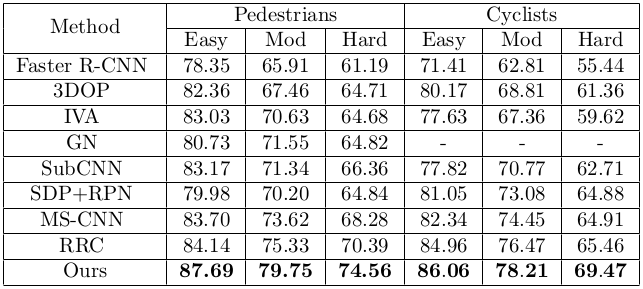 Method Pedestrians Cyclists
Easy Mod Hard Easy Mod Hard
Faster R-CNN 78.35 65.91 61.19 71.41 62.81 55.44
3DOP 82.36 67.46 64.71 80.17 68.81 61.36
IVA 83.03 70.63 64.68 77.63 67.36 59.62
GN 80.73 71.55 64.82 - - -
SubCNN 83.17 71.34 66.36 77.82 70.77 62.71
SDP+RPN 79.98 70.20 64.84 81.05 73.08 64.88
MS-CNN 83.70 73.62 68.28 82.34 74.45 64.91
RRC 84.14 75.33 70.39 84.96 76.47 65.46
Ours 87.69 79.75 74.56 86.06 78.21 69.47